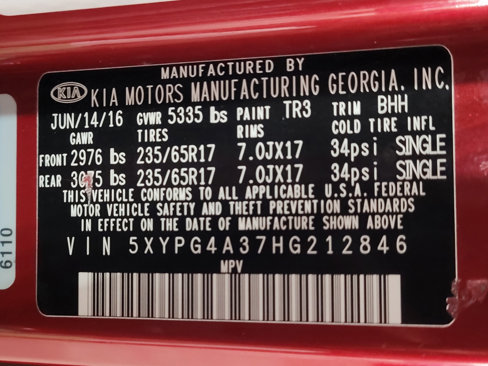 MANUFACTURED BY
KIA KIA MOTORS MANUFACTURING GEORGIA, INC.
JUN/14/16 GVWR 5335 lbs PAINT TR3 TRIM BHH
GAWR TIRES RIMS COLD TIRE INFL
FRONT 2976 lbs 235/65R17 7.0JX17 34psi SINGLE
REAR 3075 lbs 235/65R17 7.0JX17 34psi SINGLE
THIS VEHICLE CONFORMS TO ALL APPLICABLE U.S.A. FEDERAL
MOTOR VEHICLE SAFETY AND THEFT PREVENTION STANDARDS
IN EFFECT ON THE DATE OF MANUFACTURE SHOWN ABOVE
VIN 5XYPG4A37HG212846
MPV
6110